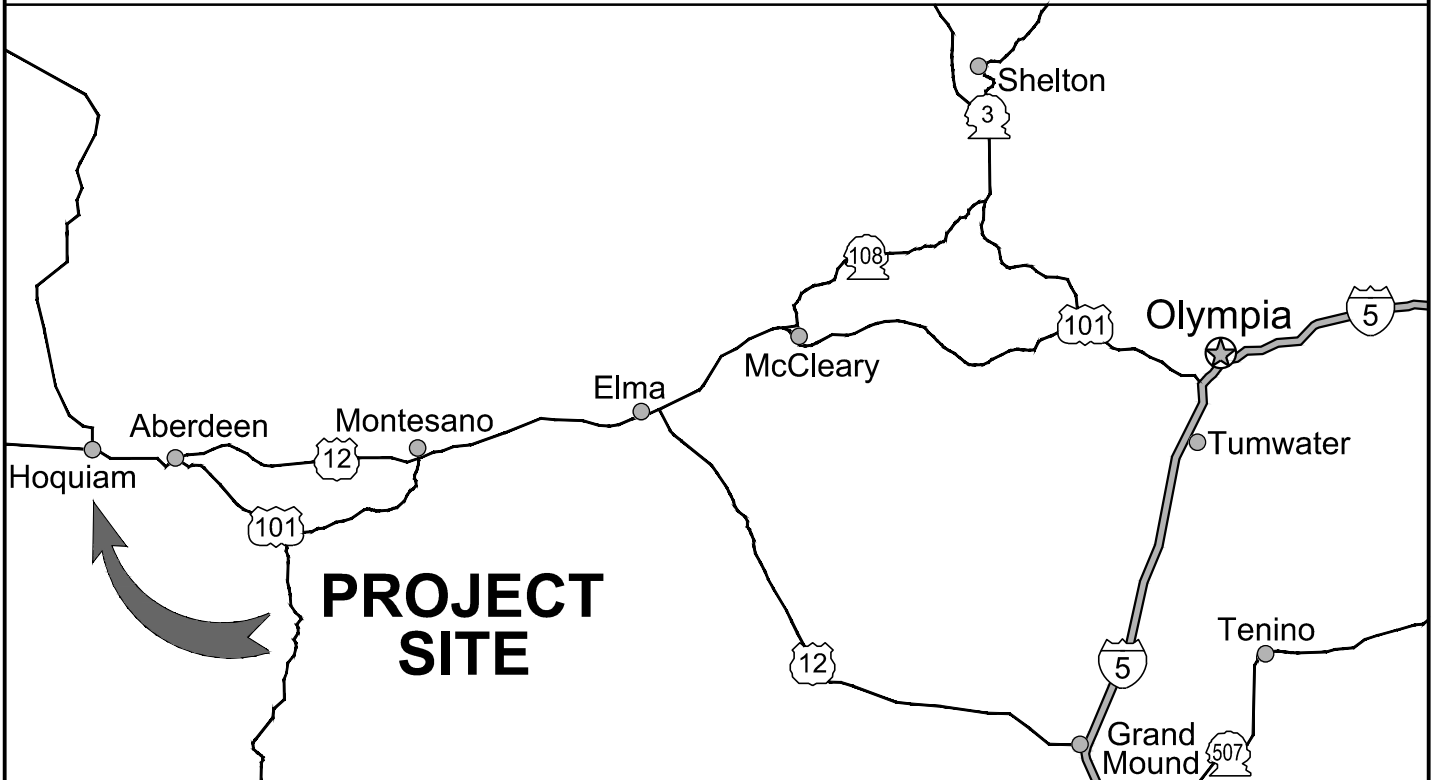 Shelton
3
108
101
Olympia
5
McCleary
Elma
Aberdeen
Montesano
12
Tumwater
Hoquiam
101
PROJECT
SITE
12
5
Tenino
Grand
Mound
507